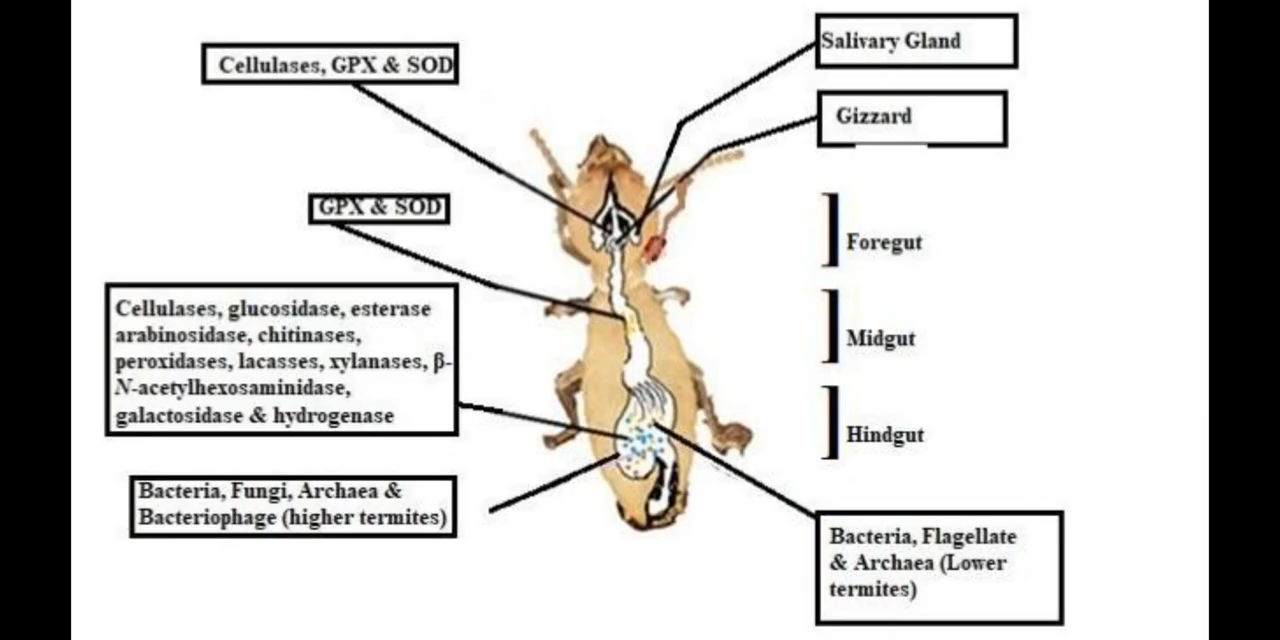 Salivary Gland
Cellulases, GPX & SOD
Gizzard
GPX & SOD
Foregut
Cellulases, glucosidase, esterase
arabinosidase, chitinases,
peroxidases, lacasses, xylanases, β-
N-acetylhexosaminidase,
galactosidase & hydrogenase
Midgut
Hindgut
Bacteria, Fungi, Archaea &
Bacteriophage (higher termites)
Bacteria, Flagellate
& Archaea (Lower
termites)